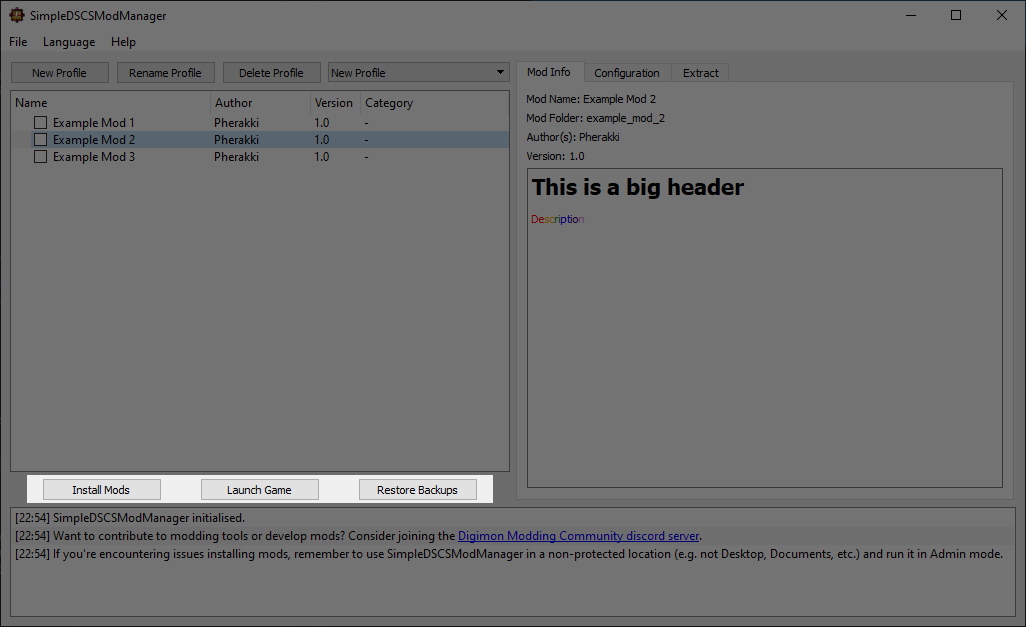 SimpleDSCSModManager
File Language Help
New Profile Rename Profile Delete Profile New Profile
Mod Info Configuration Extract
Name Author Version Category
Example Mod 1 Pherakki 1.0 -
Example Mod 2 Pherakki 1.0 -
Example Mod 3 Pherakki 1.0 -
Mod Name: Example Mod 2
Mod Folder: example_mod_2
Author(s): Pherakki
Version: 1.0
This is a big header
Description
Install Mods Launch Game Restore Backups
[22:54] SimpleDSCSModManager initialised.
[22:54] Want to contribute to modding tools or develop mods? Consider joining the Digimon Modding Community discord server.
[22:54] If you're encountering issues installing mods, remember to use SimpleDSCSModManager in a non-protected location (e.g. not Desktop, Documents, etc.) and run it in Admin mode.